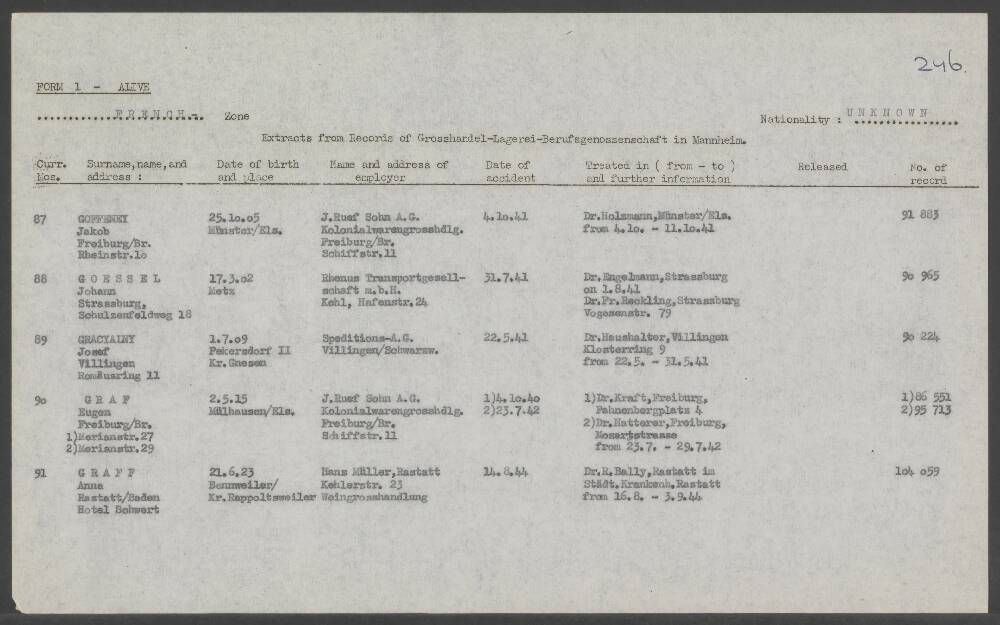 246.
FORM 1 - ALIVE
FRENCH Zone
Nationality : UNKNOWN
Extracts from Records of Grosshandel-Lagerei-Berufsgenossenschaft in Mannheim.
Curr. Surname,name,and Date of birth Name and address of Date of Treated in ( from - to ) Released No. of
Nos. address : and place employer accident and further information record
87 GOFFENEY 25.10.05 J.Ruef Sohn A.G. 4.10.41 Dr.Holzmann,Münster/Els. 91 883
Jakob Münster/Els. Kolonialwarengrosshdlg. from 4.10. - 11.10.41
Freiburg/Br. Freiburg/Br.
Rheinstr.10 Schiffstr.11
88 G O E S S E L 17.3.02 Rhenus Transportgesell- 31.7.41 Dr.Engelmann,Strassburg 90 965
Johann Metz schaft m.b.H. on 1.8.41
Strassburg, Kehl, Hafenstr.24 Dr.Fr.Reckling,Strassburg
Schulzenfeldweg 18 Vogesenstr. 79
89 GRACYALNY 1.7.09 Speditions-A.G. 22.5.41 Dr.Haushalter,Villingen 90 224
Josef Pekersdorf II Villingen/Schwarzw. Klosterring 9
Villingen Kr.Gnesen from 22.5. - 31.5.41
Romäusring 11
90 G R A F 2.5.15 J.Ruef Sohn A.G. 1)4.10.40 1)Dr.Kraft,Freiburg, 1)86 551
Eugen Mülhausen/Els. Kolonialwarengrosshdlg. 2)23.7.42 Fahnenbergplatz 4 2)95 713
Freiburg/Br. Freiburg/Br. 2)Dr.Hatterer,Freiburg,
1)Merianstr.27 Schiffstr.11 Mozartstrasse
2)Merianstr.29 from 23.7. - 29.7.42
91 G R A F F 21.6.23 Hans Müller,Rastatt 14.8.44 Dr.R.Bally,Rastatt im 104 059
Anna Bennweiler/ Kehlerstr. 23 Städt.Krankenh.Rastatt
Rastatt/Baden Kr.Rappoltsweiler Weingrosshandlung from 16.8. - 3.9.44
Hotel Schwert